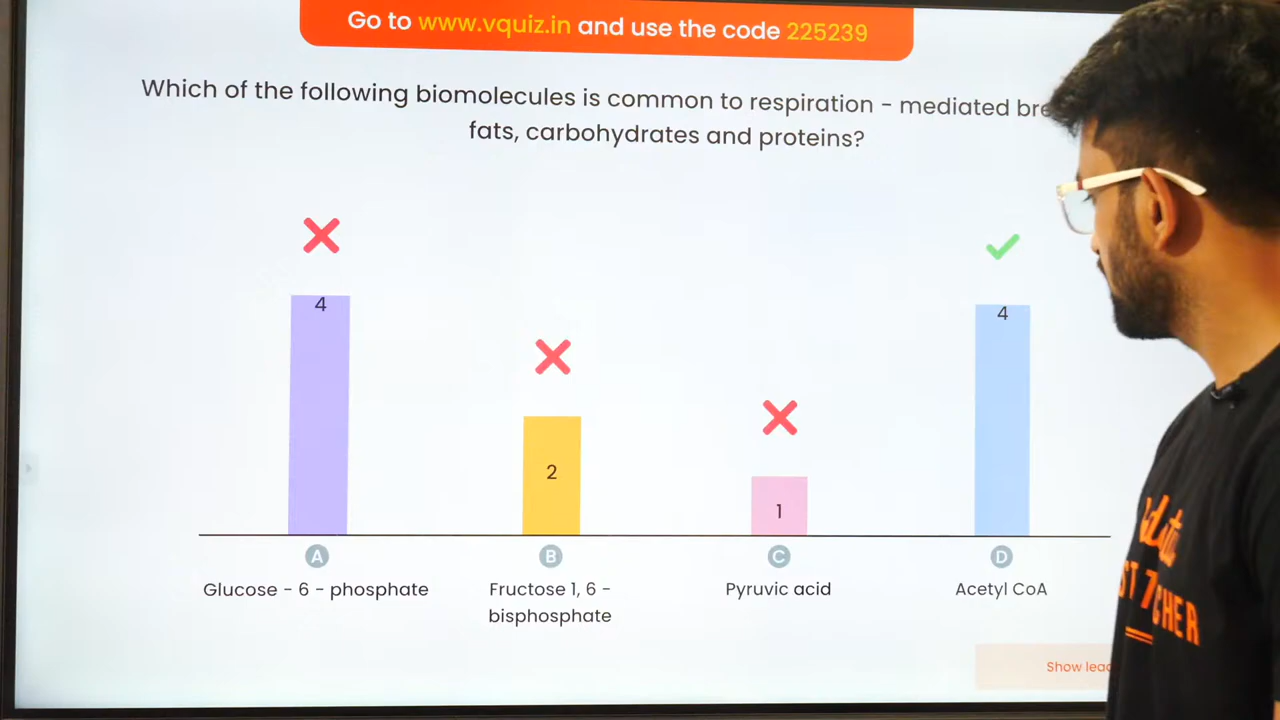 Go to www.vquiz.in and use the code 225239
Which of the following biomolecules is common to respiration - mediated
fats, carbohydrates and proteins?
4
4
2
1
A
B
C
D
Glucose - 6 - phosphate
Fructose 1, 6 -
bisphosphate
Pyruvic acid
Acetyl CoA
Show